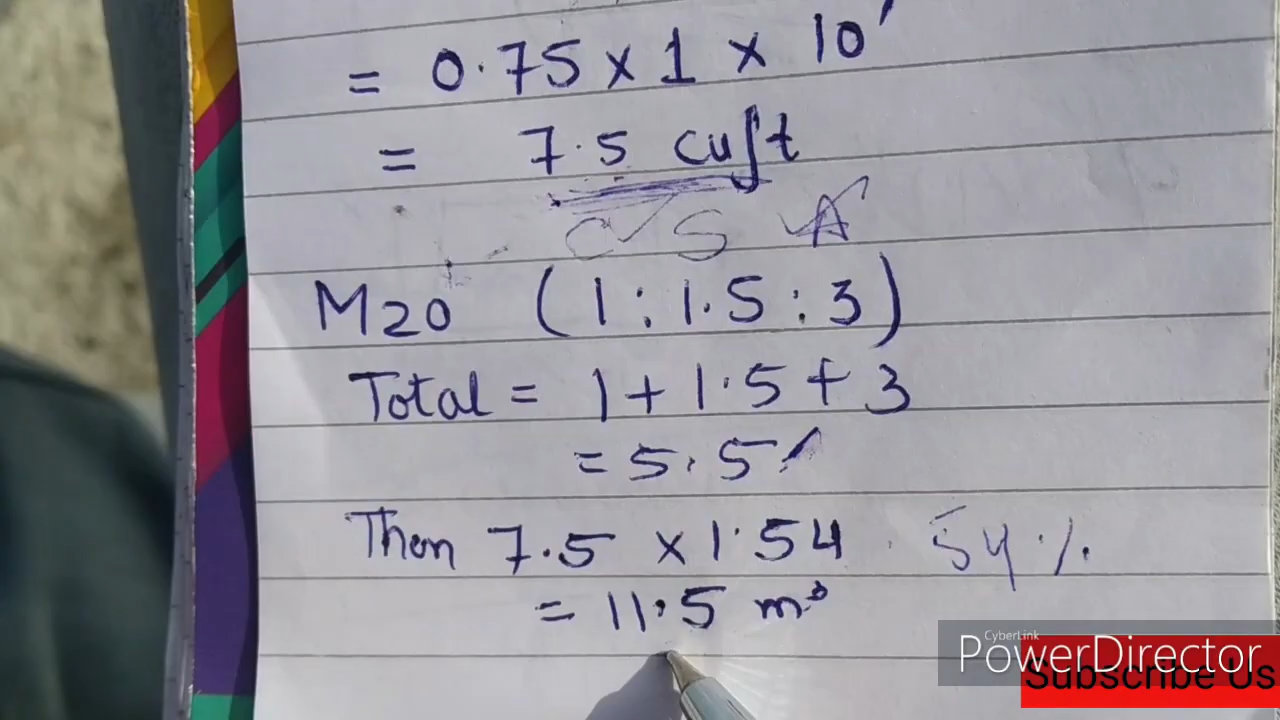 = 0.75 x 1 x 10'
= 7.5 cuft
C S A
M20 (1:1.5:3)
Total = 1+1.5+3
= 5.5
Then 7.5 x 1.54 54%
= 11.5 m³
CyberLink
PowerDirector
Subscribe Us